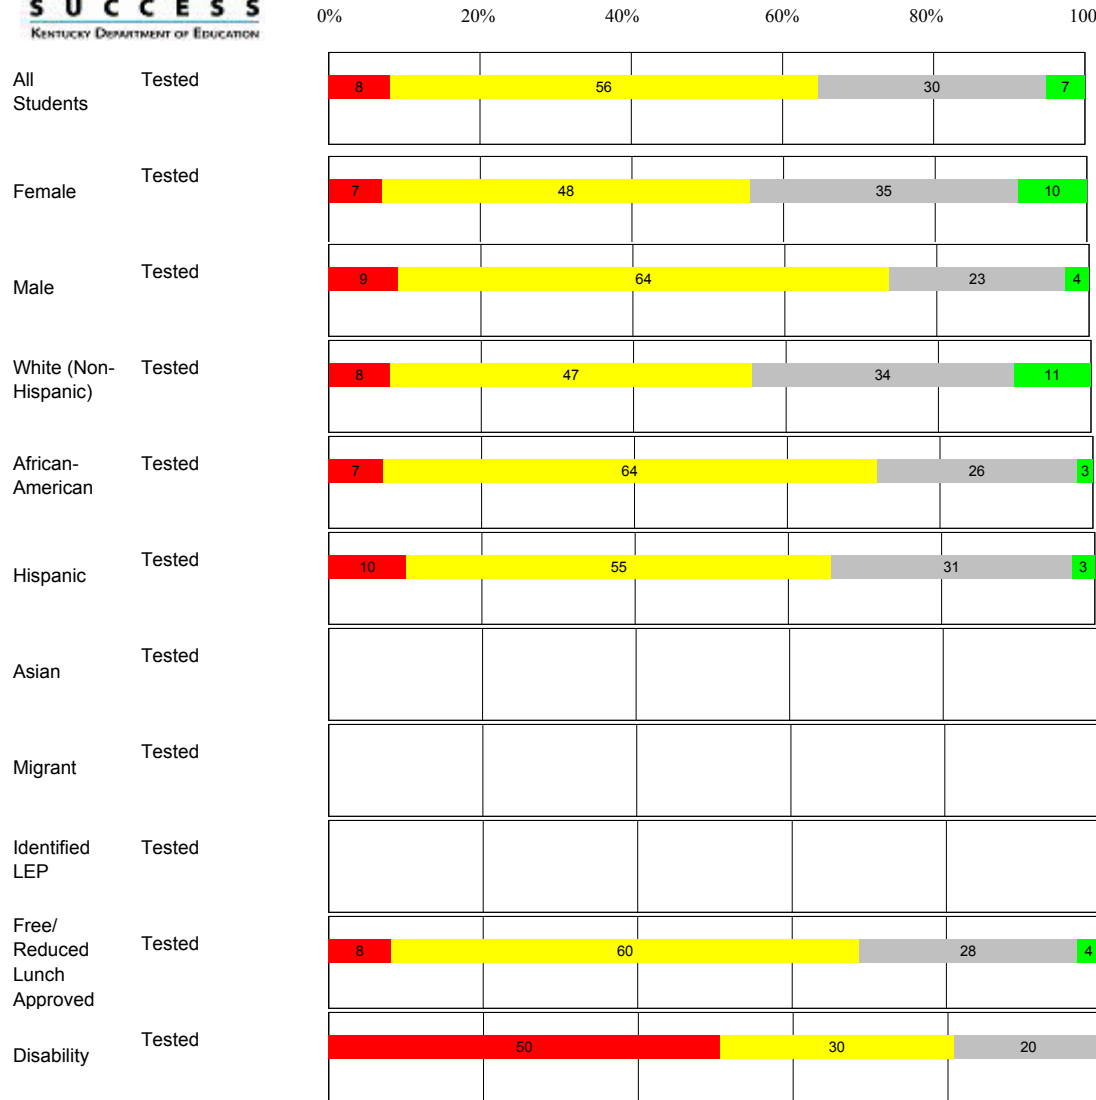 SUCCESS
KENTUCKY DEPARTMENT OF EDUCATION
0% 20% 40% 60% 80% 100
All
Students
Tested
8 56 30 7
Female
Tested
7 48 35 10
Male
Tested
9 64 23 4
White (Non-
Hispanic)
Tested
8 47 34 11
African-
American
Tested
7 64 26 3
Hispanic
Tested
10 55 31 3
Asian
Tested
Migrant
Tested
Identified
LEP
Tested
Free/
Reduced
Lunch
Approved
Tested
8 60 28 4
Disability
Tested
50 30 20